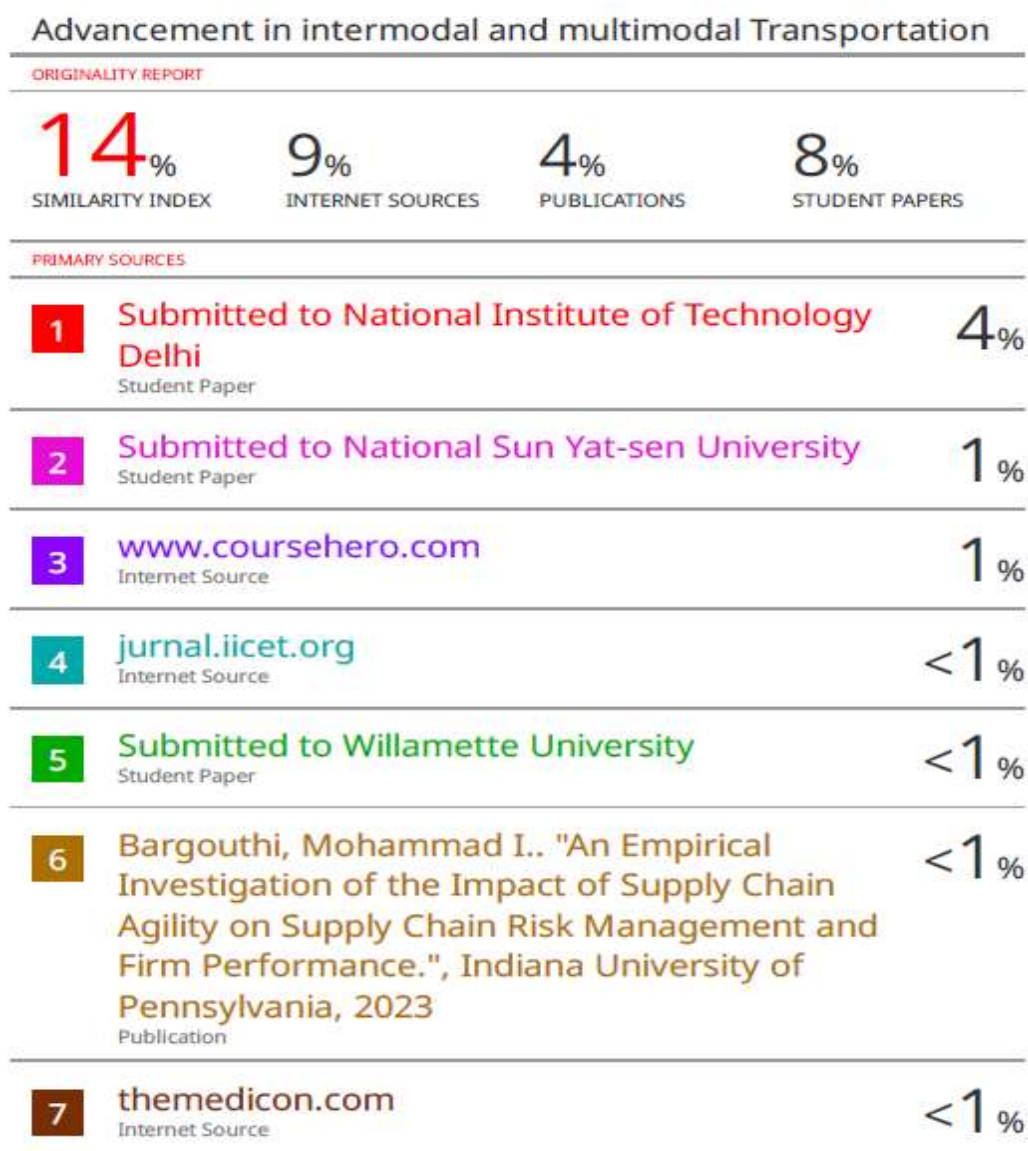 Advancement in intermodal and multimodal Transportation
ORIGINALITY REPORT
14% 9% 4% 8%
SIMILARITY INDEX INTERNET SOURCES PUBLICATIONS STUDENT PAPERS
PRIMARY SOURCES
1 Submitted to National Institute of Technology 4%
Delhi
Student Paper
2 Submitted to National Sun Yat-sen University 1%
Student Paper
3 www.coursehero.com 1%
Internet Source
4 jurnal.iicet.org <1%
Internet Source
5 Submitted to Willamette University <1%
Student Paper
6 Bargouthi, Mohammad I.. "An Empirical <1%
Investigation of the Impact of Supply Chain
Agility on Supply Chain Risk Management and
Firm Performance.", Indiana University of
Pennsylvania, 2023
Publication
7 themedicon.com <1%
Internet Source